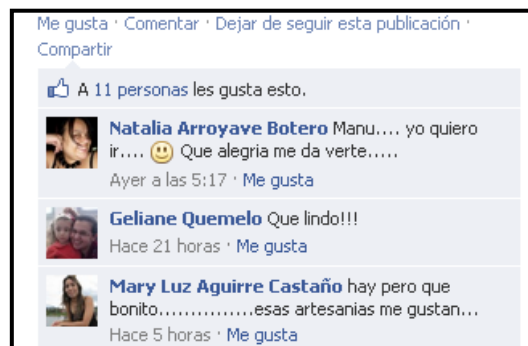 Me gusta · Comentar · Dejar de seguir esta publicación ·
Compartir
A 11 personas les gusta esto.
Natalia Arroyave Botero Manu.... yo quiero
ir.... Que alegria me da verte.....
Ayer a las 5:17 · Me gusta
Geliane Quemelo Que lindo!!!
Hace 21 horas · Me gusta
Mary Luz Aguirre Castaño hay pero que
bonito...............esas artesanias me gustan...
Hace 5 horas · Me gusta